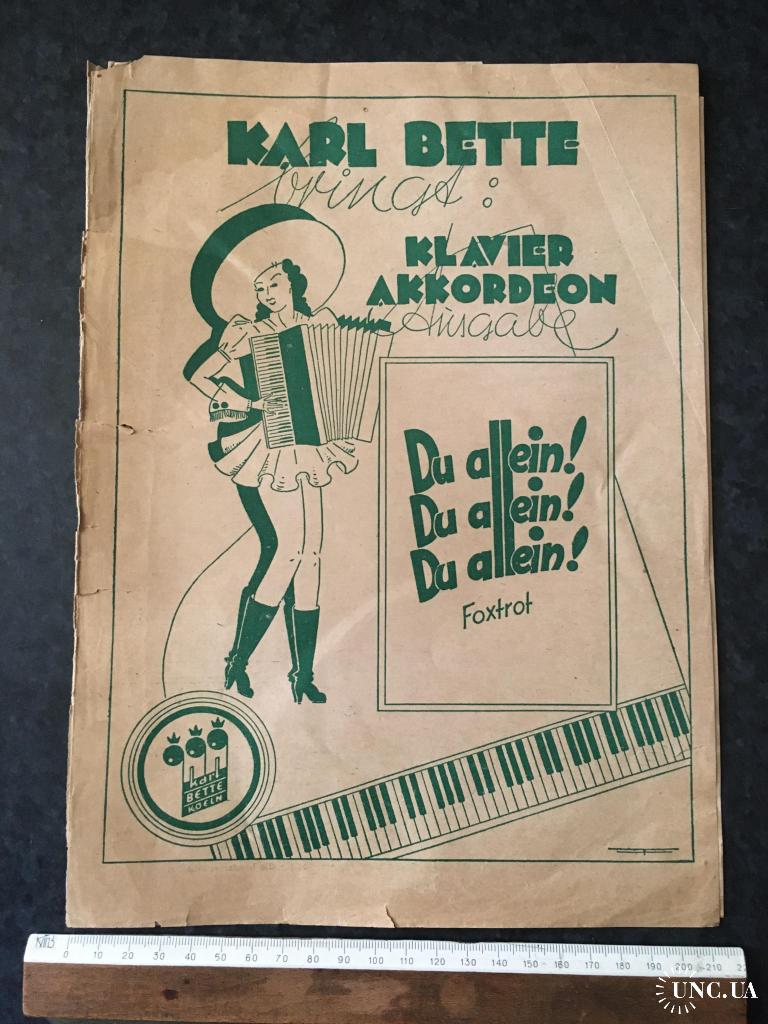 KARL BETTE
bringt:
KLAVIER
AKKORDEON
Ausgabe
Du allein!
Du allein!
Du allein!
Foxtrot
Karl
BETTE
KOELN
0 10 20 30 40 50 60 70 80 90 100 110 120 130 140 150 160 170 180 190 200 210
UNC.UA